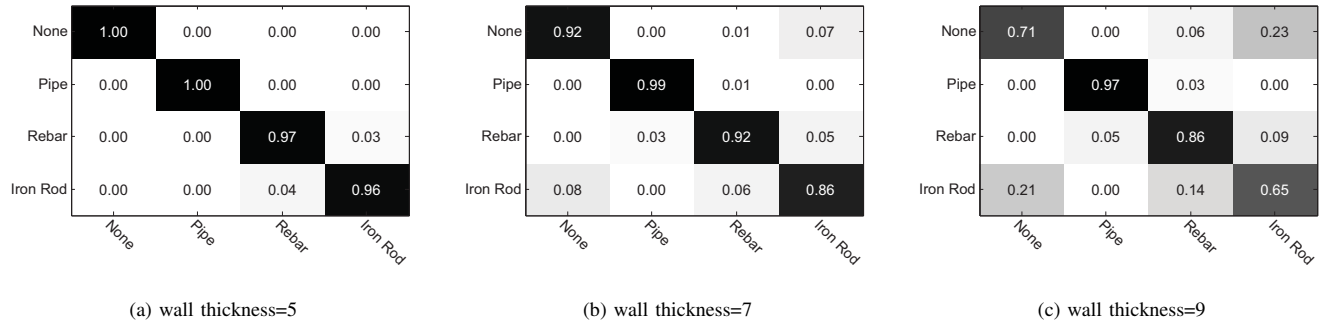 None 1.00 0.00 0.00 0.00
Pipe 0.00 1.00 0.00 0.00
Rebar 0.00 0.00 0.97 0.03
Iron Rod 0.00 0.00 0.04 0.96
None Pipe Rebar Iron Rod
(a) wall thickness=5
None 0.92 0.00 0.01 0.07
Pipe 0.00 0.99 0.01 0.00
Rebar 0.00 0.03 0.92 0.05
Iron Rod 0.08 0.00 0.06 0.86
None Pipe Rebar Iron Rod
(b) wall thickness=7
None 0.71 0.00 0.06 0.23
Pipe 0.00 0.97 0.03 0.00
Rebar 0.00 0.05 0.86 0.09
Iron Rod 0.21 0.00 0.14 0.65
None Pipe Rebar Iron Rod
(c) wall thickness=9